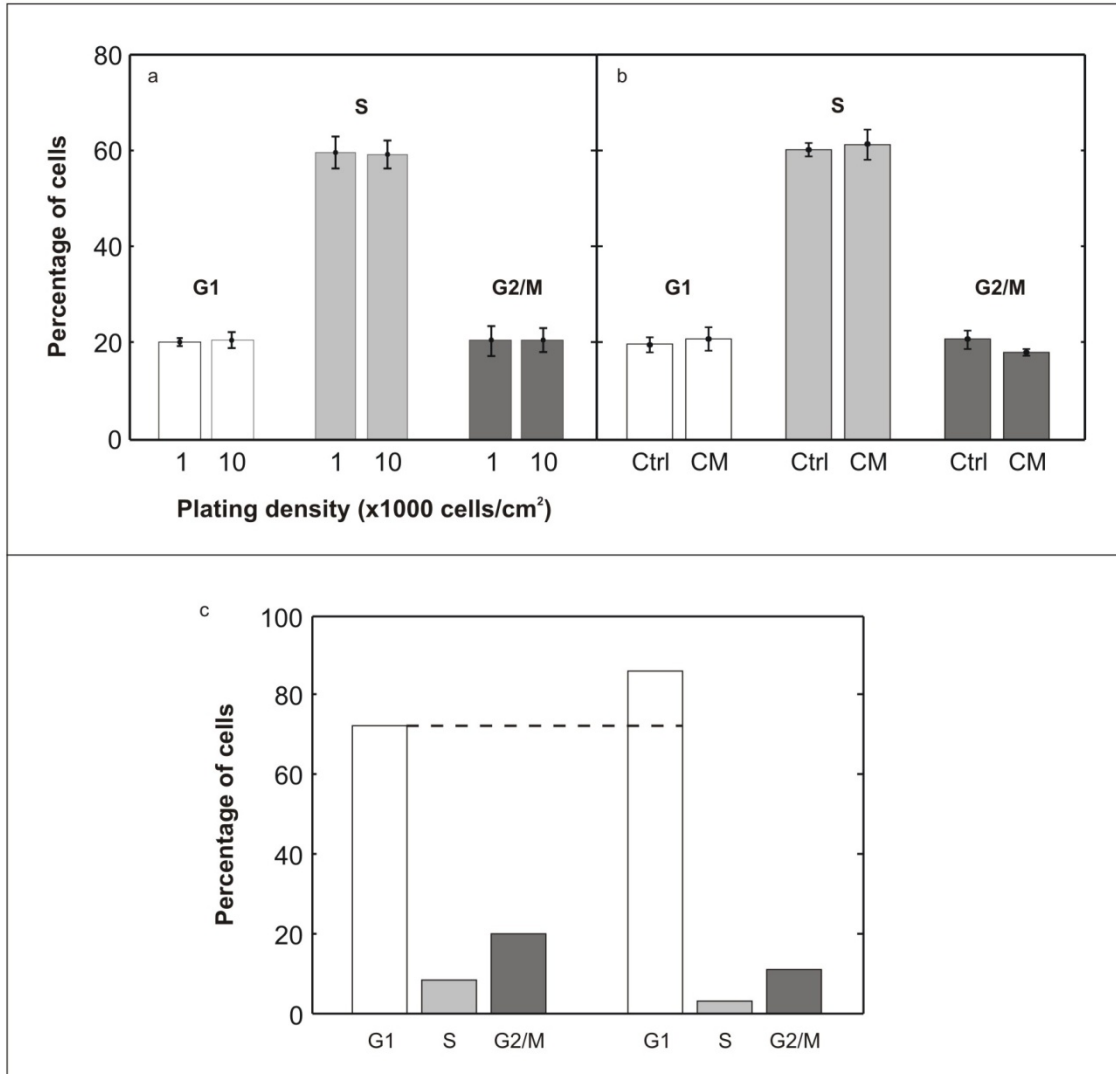 80
60
40
20
0
Percentage of cells
a
S
G1
G2/M
1 10 1 10 1 10
Plating density (x1000 cells/cm²)
b
S
G1
G2/M
Ctrl CM Ctrl CM Ctrl CM
c
100
80
60
40
20
0
Percentage of cells
G1 S G2/M G1 S G2/M